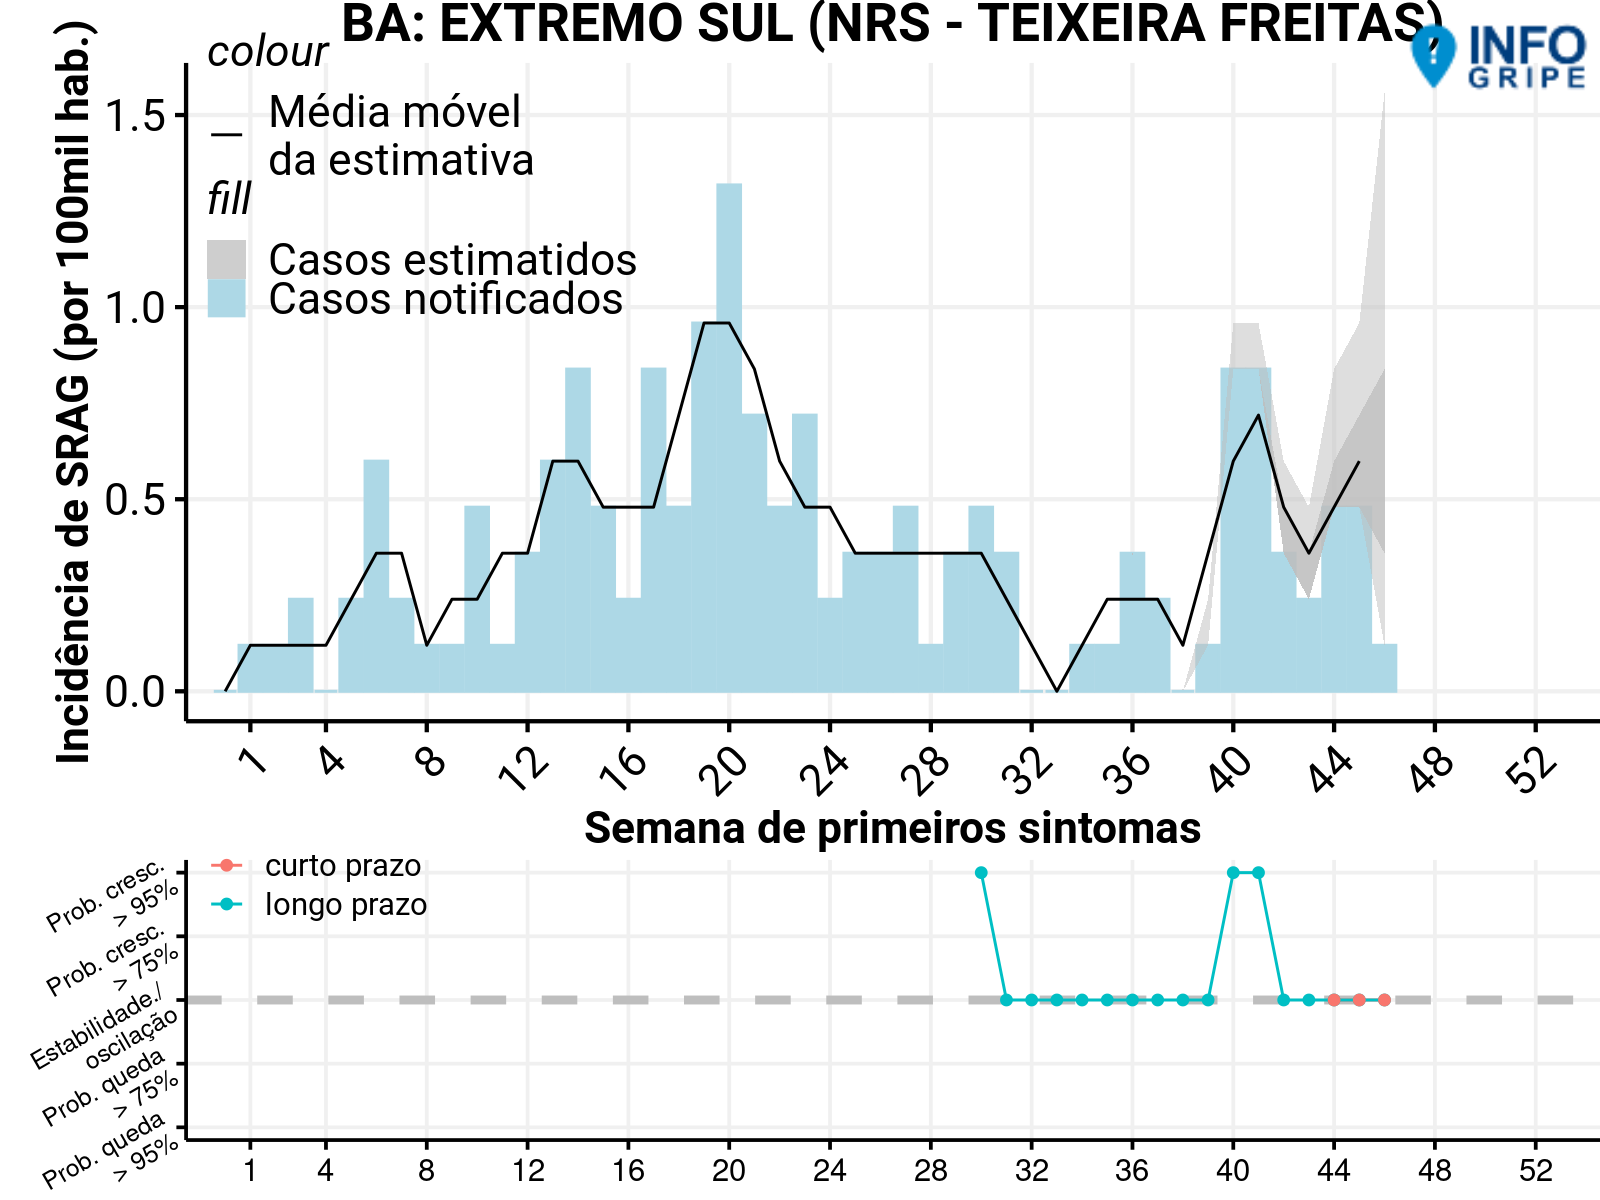 BA: EXTREMO SUL (NRS - TEIXEIRA FREITAS)
INFO
GRIPE
colour
Média móvel
da estimativa
fill
Casos estimatidos
Casos notificados
Incidência de SRAG (por 100mil hab.)
1.5
1.0
0.5
0.0
1 4 8 12 16 20 24 28 32 36 40 44 48 52
Semana de primeiros sintomas
curto prazo
longo prazo
Prob. cresc.
> 95%
Prob. cresc.
> 75%
Estabilidade./
oscilação
Prob. queda
> 75%
Prob. queda
> 95%
1 4 8 12 16 20 24 28 32 36 40 44 48 52